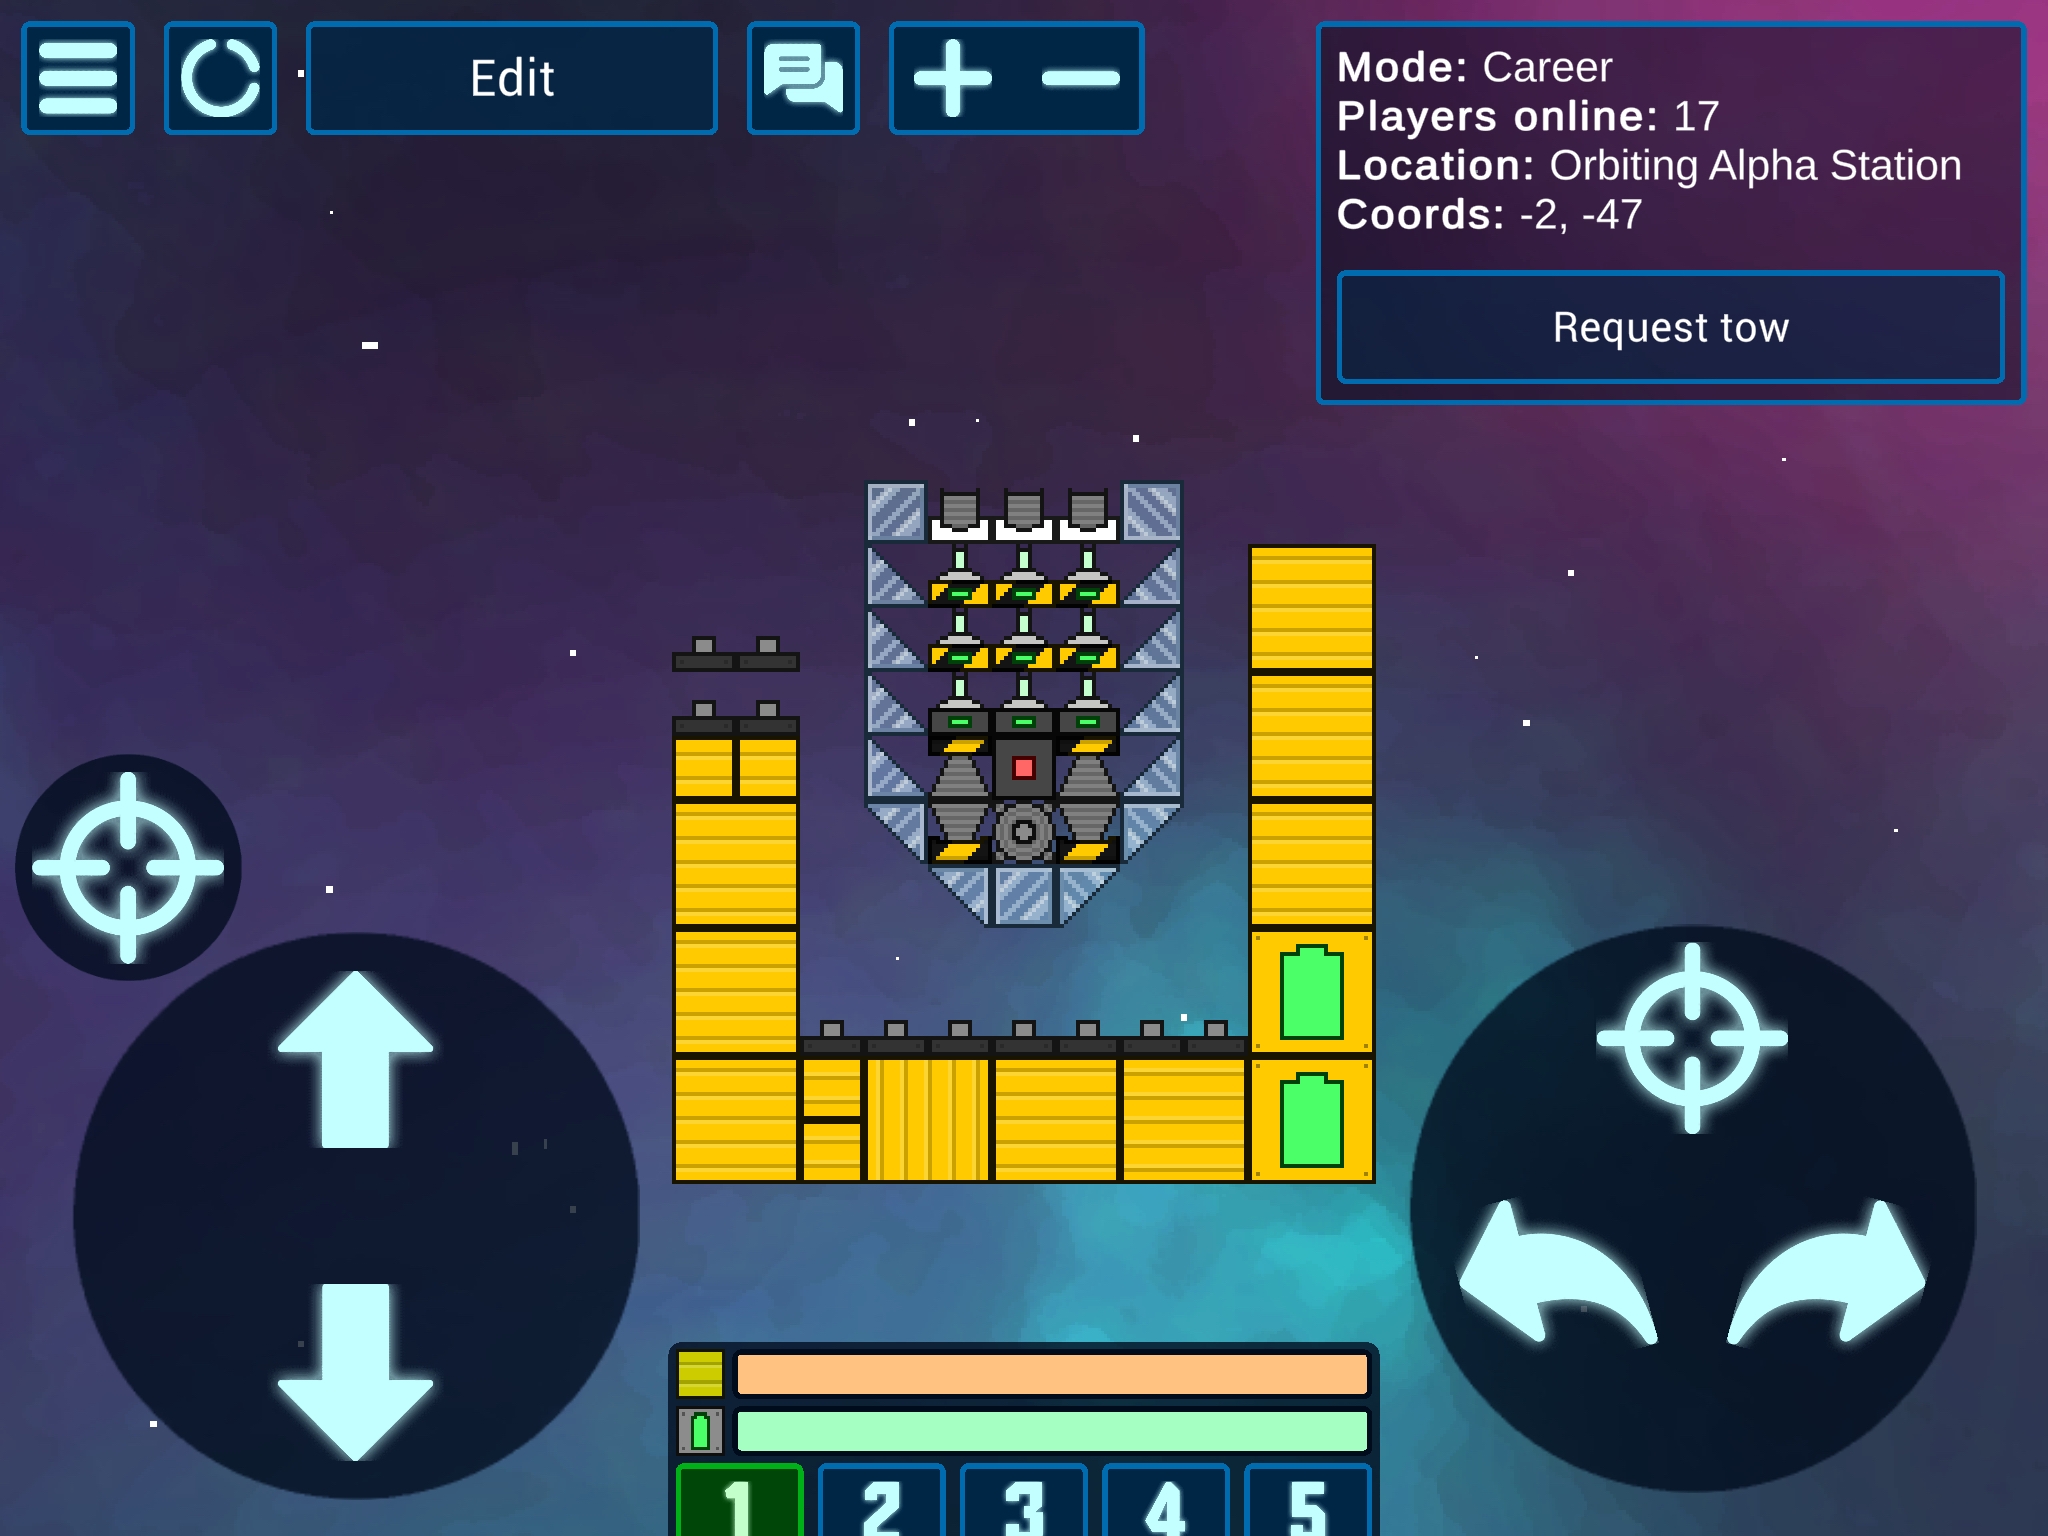 Edit
Mode: Career
Players online: 17
Location: Orbiting Alpha Station
Coords: -2, -47
Request tow
1 2 3 4 5